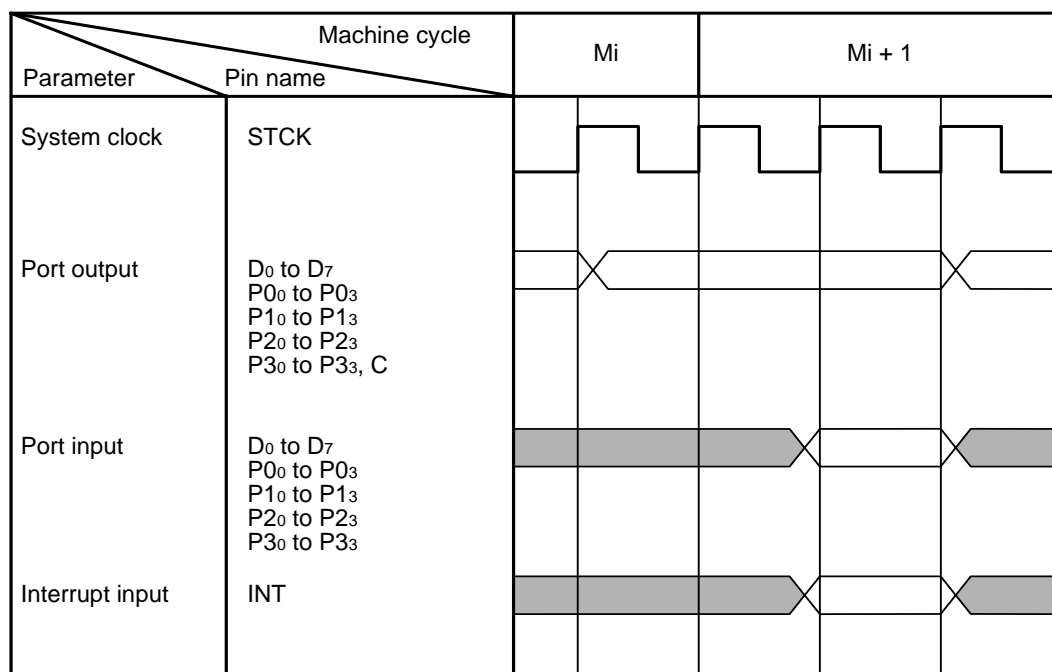 Machine cycle
Parameter
Pin name
Mi
Mi + 1
System clock
STCK
Port output
D0 to D7
P00 to P03
P10 to P13
P20 to P23
P30 to P33, C
Port input
D0 to D7
P00 to P03
P10 to P13
P20 to P23
P30 to P33
Interrupt input
INT